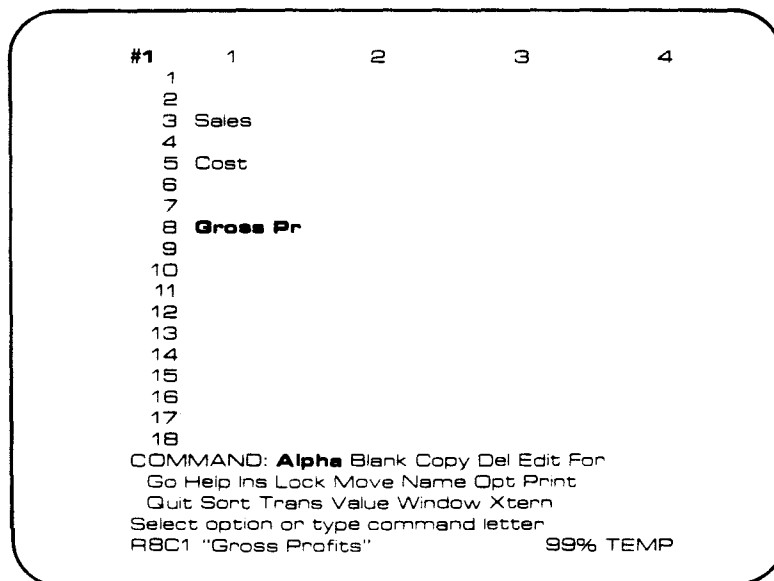 #1 1 2 3 4
1
2
3 Sales
4
5 Cost
6
7
8 Gross Pr
9
10
11
12
13
14
15
16
17
18
COMMAND: Alpha Blank Copy Del Edit For
Go Help Ins Lock Move Name Opt Print
Quit Sort Trans Value Window Xtern
Select option or type command letter
R8C1 "Gross Profits" 99% TEMP